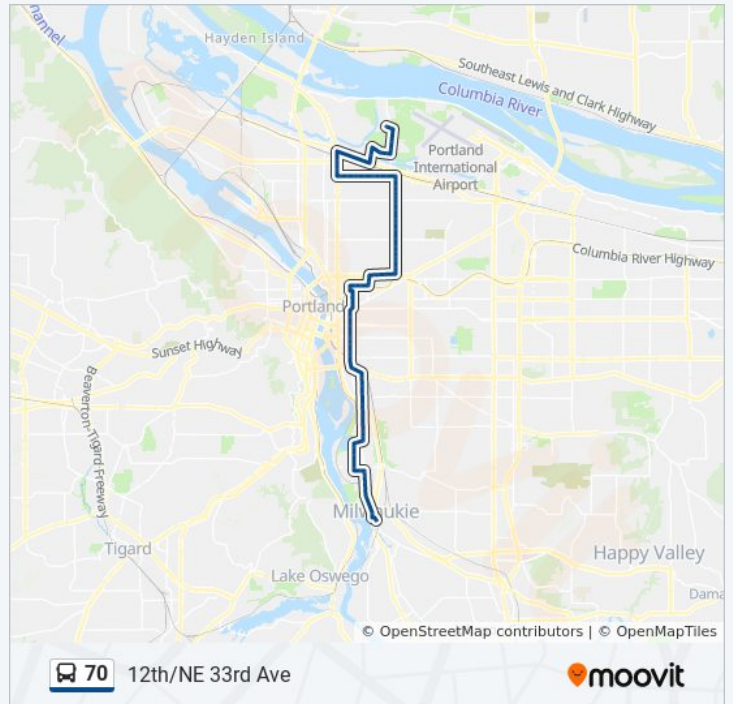 hannel
Hayden Island
Southeast Lewis and Clark Highway
Columbia River
Portland
International
Airport
Columbia River Highway
Portland
Sunset Highway
Beaverton-Tigard Freeway
Milwaukie
Tigard
Happy Valley
Lake Oswego
Dama
© OpenStreetMap contributors | © OpenMapTiles
70 12th/NE 33rd Ave
moovit